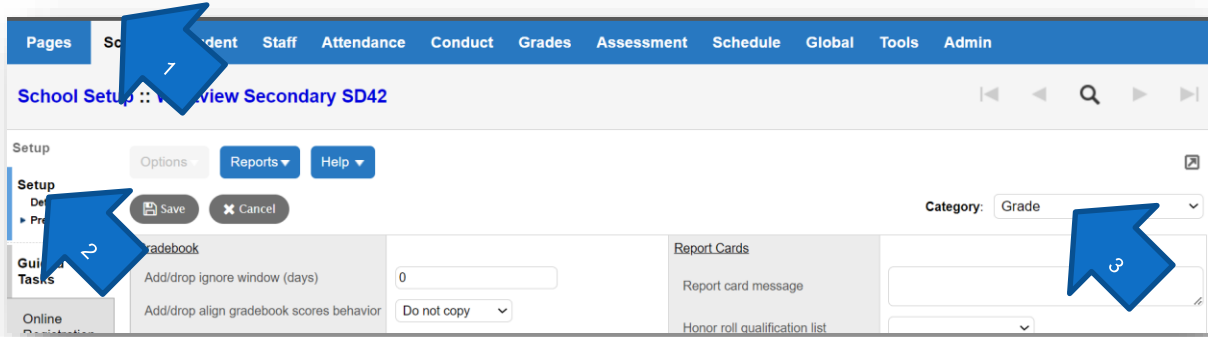 Pages Student Staff Attendance Conduct Grades Assessment Schedule Global Tools Admin
1
School Setup :: view Secondary SD42
Setup
Options Reports Help
Setup
Save Cancel
Category: Grade
2
3
Gradebook Report Cards
Tasks
Add/drop ignore window (days) 0
Report card message
Online
Add/drop align gradebook scores behavior Do not copy
Honor roll qualification list